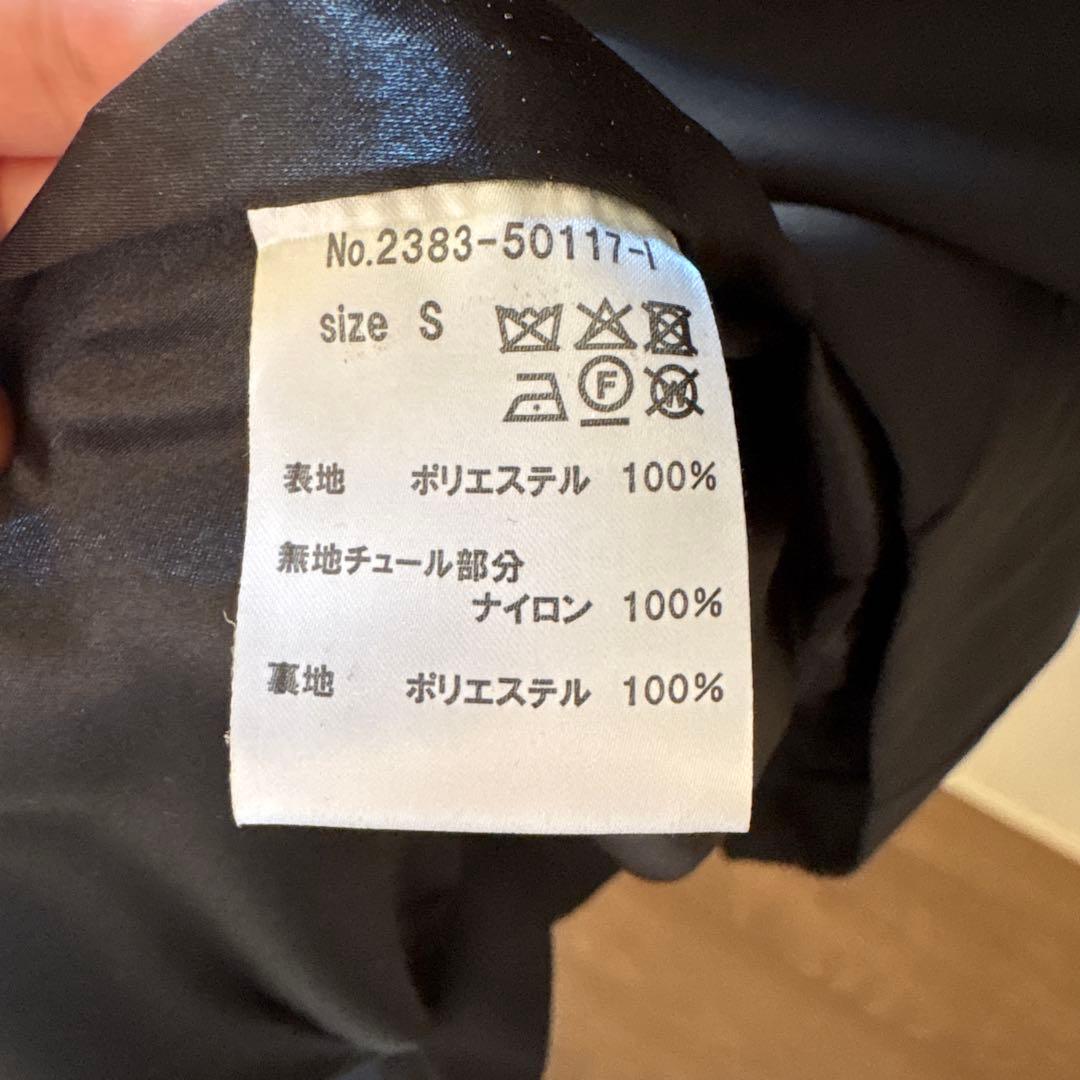 No.2383-50117-1
size S
F W
表地 ポリエステル 100%
無地チュール部分
ナイロン 100%
裏地 ポリエステル 100%